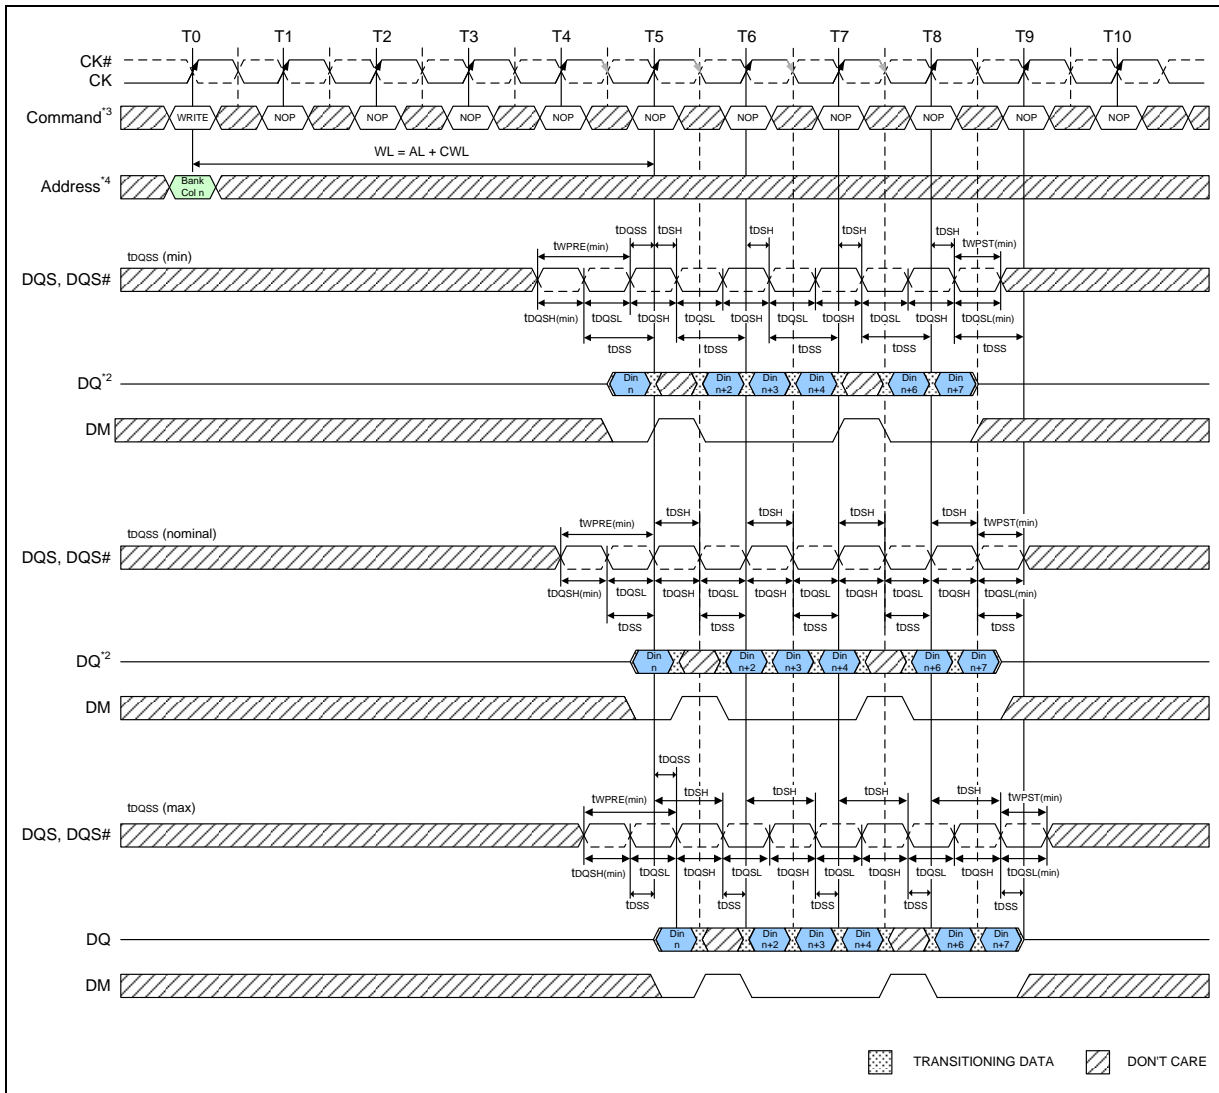 T0 T1 T2 T3 T4 T5 T6 T7 T8 T9 T10
CK#
CK
Command*3 WRITE NOP NOP NOP NOP NOP NOP NOP NOP NOP NOP
WL = AL + CWL
Address*4 Bank
Col n
tDQSS tDSH tDSH tDSH tDSH
tDQSS (min) tWPRE(min) tWPST(min)
DQS, DQS#
tDQSH(min) tDQSL tDQSH tDQSL tDQSH tDQSL tDQSH tDQSL tDQSH tDQSL(min)
tDSS tDSS tDSS tDSS tDSS
DQ*2 Din Din Din Din Din Din
n n+2 n+3 n+4 n+6 n+7
DM
tDSH tDSH tDSH tDSH
tDQSS (nominal) tWPRE(min) tWPST(min)
DQS, DQS#
tDQSH(min) tDQSL tDQSH tDQSL tDQSH tDQSL tDQSH tDQSL tDQSH tDQSL(min)
tDSS tDSS tDSS tDSS tDSS
DQ*2 Din Din Din Din Din Din
n n+2 n+3 n+4 n+6 n+7
DM
tDQSS
tDQSS (max) tWPRE(min) tDSH tDSH tDSH tDSH tWPST(min)
DQS, DQS#
tDQSH(min) tDQSL tDQSH tDQSL tDQSH tDQSL tDQSH tDQSL tDQSH tDQSL(min)
tDSS tDSS tDSS tDSS tDSS
DQ Din Din Din Din Din Din
n n+2 n+3 n+4 n+6 n+7
DM
TRANSITIONING DATA DON'T CARE